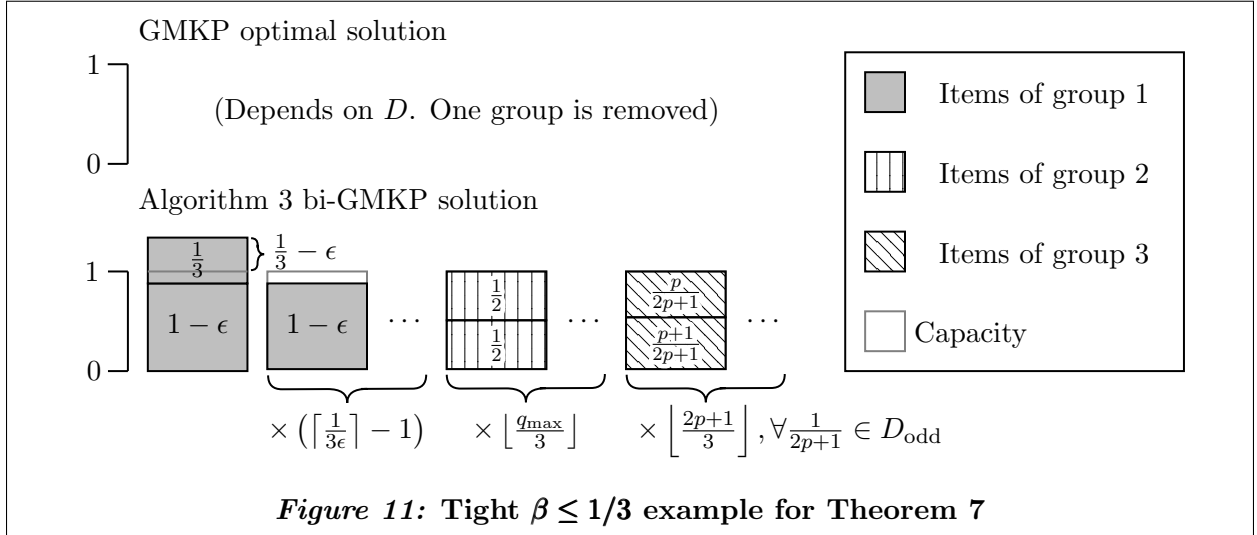 GMKP optimal solution
1
(Depends on D. One group is removed)
0
Algorithm 3 bi-GMKP solution
1/3
1/3 − ϵ
1
1 − ϵ
1 − ϵ
···
1/2
1/2
···
p/2p+1
p+1/2p+1
···
0
× (⌈1/3ϵ⌉ − 1)
× ⌊qmax/3⌋
× ⌊2p+1/3⌋, ∀ 1/2p+1 ∈ Dodd
Items of group 1
Items of group 2
Items of group 3
Capacity
Figure 11: Tight β ≤ 1/3 example for Theorem 7